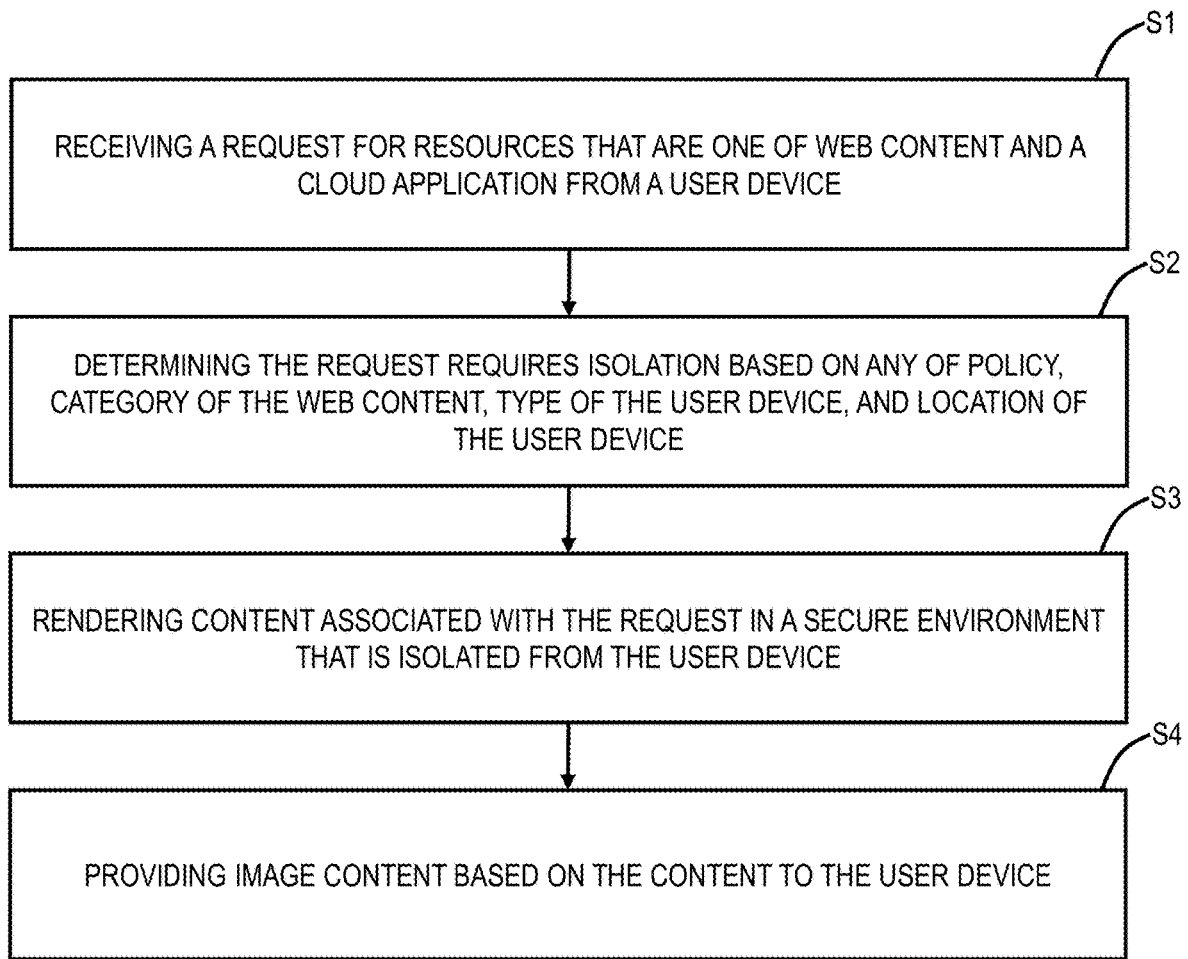 S1
RECEIVING A REQUEST FOR RESOURCES THAT ARE ONE OF WEB CONTENT AND A
CLOUD APPLICATION FROM A USER DEVICE
S2
DETERMINING THE REQUEST REQUIRES ISOLATION BASED ON ANY OF POLICY,
CATEGORY OF THE WEB CONTENT, TYPE OF THE USER DEVICE, AND LOCATION OF
THE USER DEVICE
S3
RENDERING CONTENT ASSOCIATED WITH THE REQUEST IN A SECURE ENVIRONMENT
THAT IS ISOLATED FROM THE USER DEVICE
S4
PROVIDING IMAGE CONTENT BASED ON THE CONTENT TO THE USER DEVICE